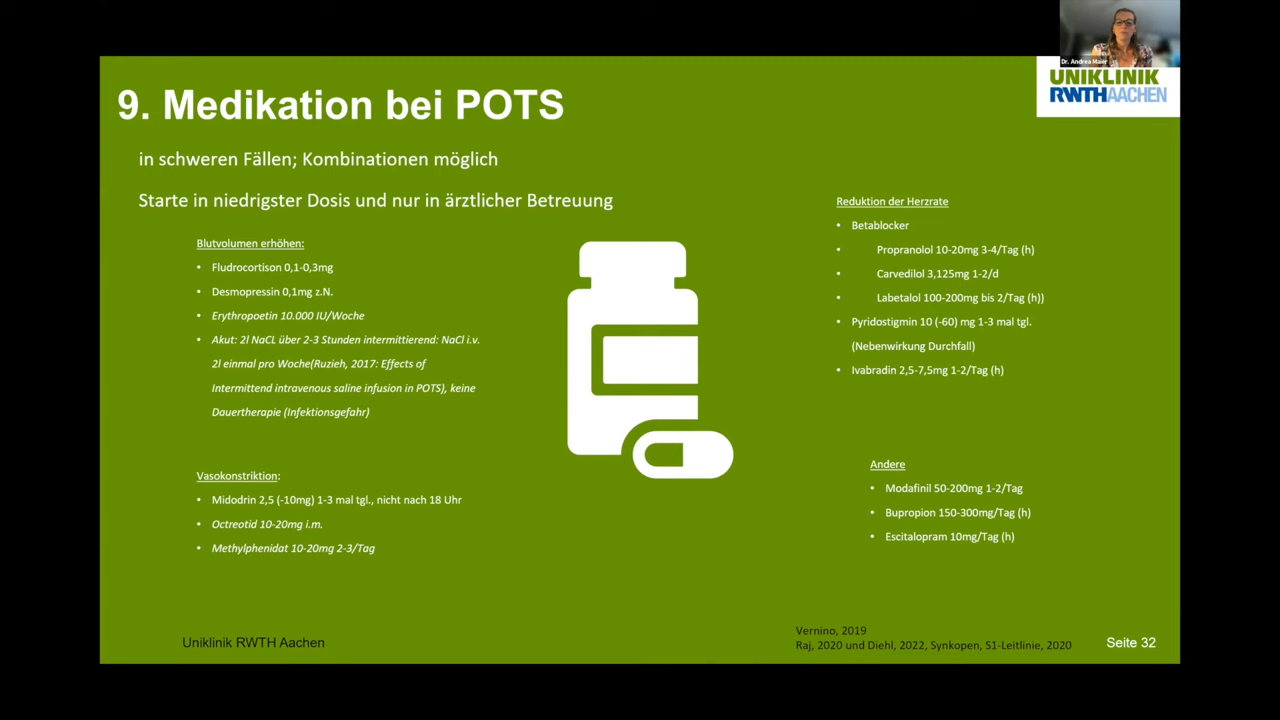 Dr. Andrea Maier
UNIKLINIK
RWTHAACHEN
9. Medikation bei POTS
in schweren Fällen; Kombinationen möglich
Starte in niedrigster Dosis und nur in ärztlicher Betreuung
Blutvolumen erhöhen:
• Fludrocortison 0,1-0,3mg
• Desmopressin 0,1mg z.N.
• Erythropoetin 10.000 IU/Woche
• Akut: 2l NaCL über 2-3 Stunden intermittierend: NaCl i.v.
2l einmal pro Woche(Ruzieh, 2017: Effects of
Intermittend intravenous saline infusion in POTS), keine
Dauertherapie (Infektionsgefahr)
Vasokonstriktion:
• Midodrin 2,5 (-10mg) 1-3 mal tgl., nicht nach 18 Uhr
• Octreotid 10-20mg i.m.
• Methylphenidat 10-20mg 2-3/Tag
Reduktion der Herzrate
• Betablocker
• Propranolol 10-20mg 3-4/Tag (h)
• Carvedilol 3,125mg 1-2/d
• Labetalol 100-200mg bis 2/Tag (h))
• Pyridostigmin 10 (-60) mg 1-3 mal tgl.
(Nebenwirkung Durchfall)
• Ivabradin 2,5-7,5mg 1-2/Tag (h)
Andere
• Modafinil 50-200mg 1-2/Tag
• Bupropion 150-300mg/Tag (h)
• Escitalopram 10mg/Tag (h)
Uniklinik RWTH Aachen
Vernino, 2019
Raj, 2020 und Diehl, 2022, Synkopen, S1-Leitlinie, 2020
Seite 32